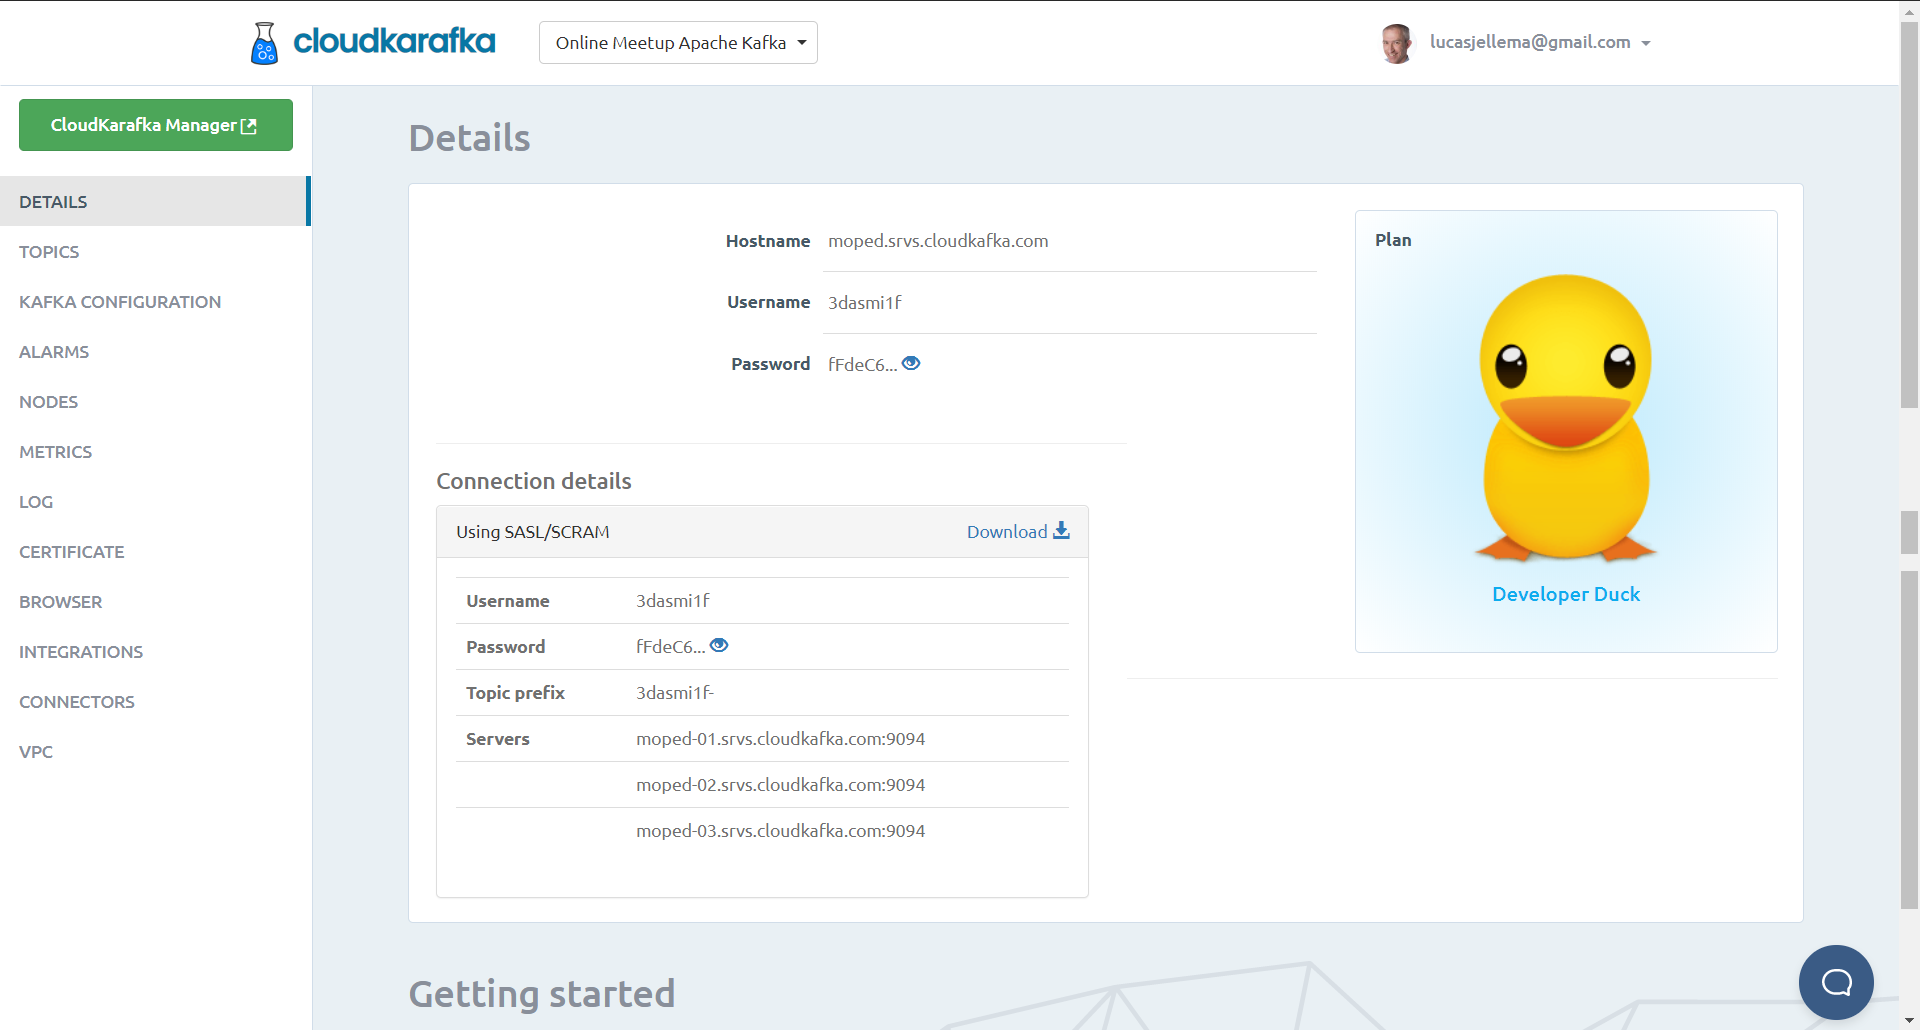 cloudkarafka
Online Meetup Apache Kafka
lucasjellema@gmail.com
CloudKarafka Manager
DETAILS
TOPICS
KAFKA CONFIGURATION
ALARMS
NODES
METRICS
LOG
CERTIFICATE
BROWSER
INTEGRATIONS
CONNECTORS
VPC
Details
Hostname moped.srvs.cloudkafka.com
Username 3dasmi1f
Password fFdeC6...
Plan
Developer Duck
Connection details
Using SASL/SCRAM Download
Username 3dasmi1f
Password fFdeC6...
Topic prefix 3dasmi1f-
Servers moped-01.srvs.cloudkafka.com:9094
moped-02.srvs.cloudkafka.com:9094
moped-03.srvs.cloudkafka.com:9094
Getting started